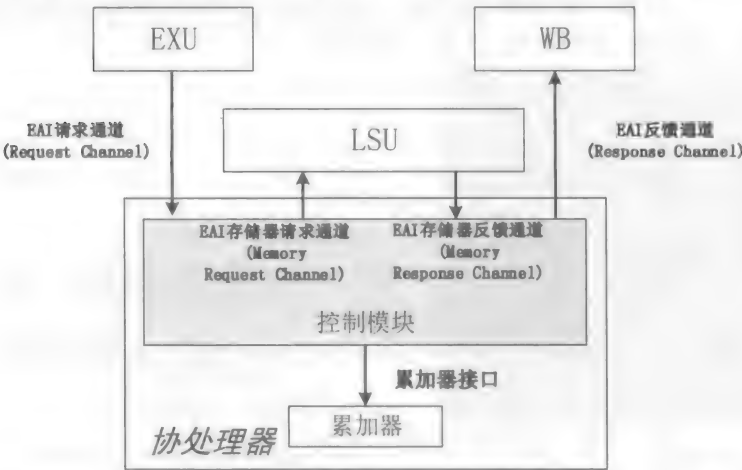 EXU
WB
EAI请求通道
(Request Channel)
LSU
EAI反馈通道
(Response Channel)
EAI存储器请求通道
(Memory
Request Channel)
EAI存储器反馈通道
(Memory
Response Channel)
控制模块
累加器接口
累加器
协处理器